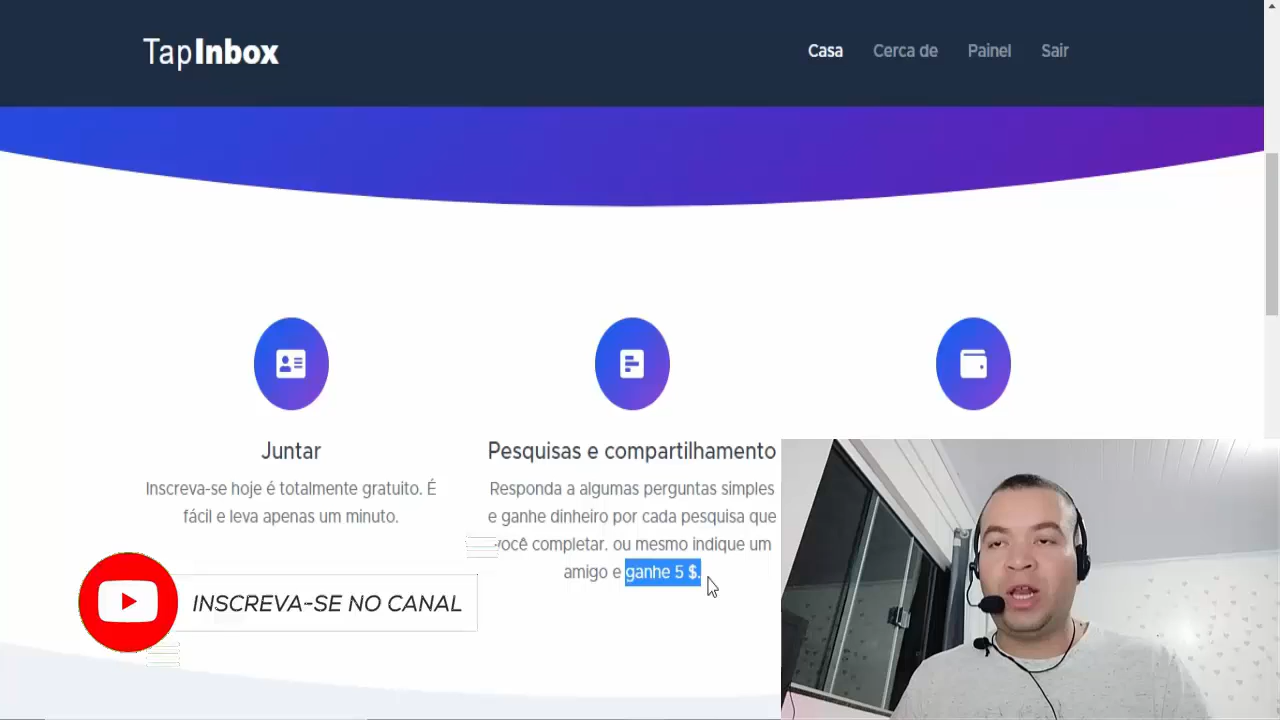 TapInbox
Casa Cerca de Painel Sair
Juntar
Inscreva-se hoje é totalmente gratuito. É
fácil e leva apenas um minuto.
Pesquisas e compartilhamento
Responda a algumas perguntas simples
e ganhe dinheiro por cada pesquisa que
você completar. ou mesmo indique um
amigo e ganhe 5 $.
INSCREVA-SE NO CANAL